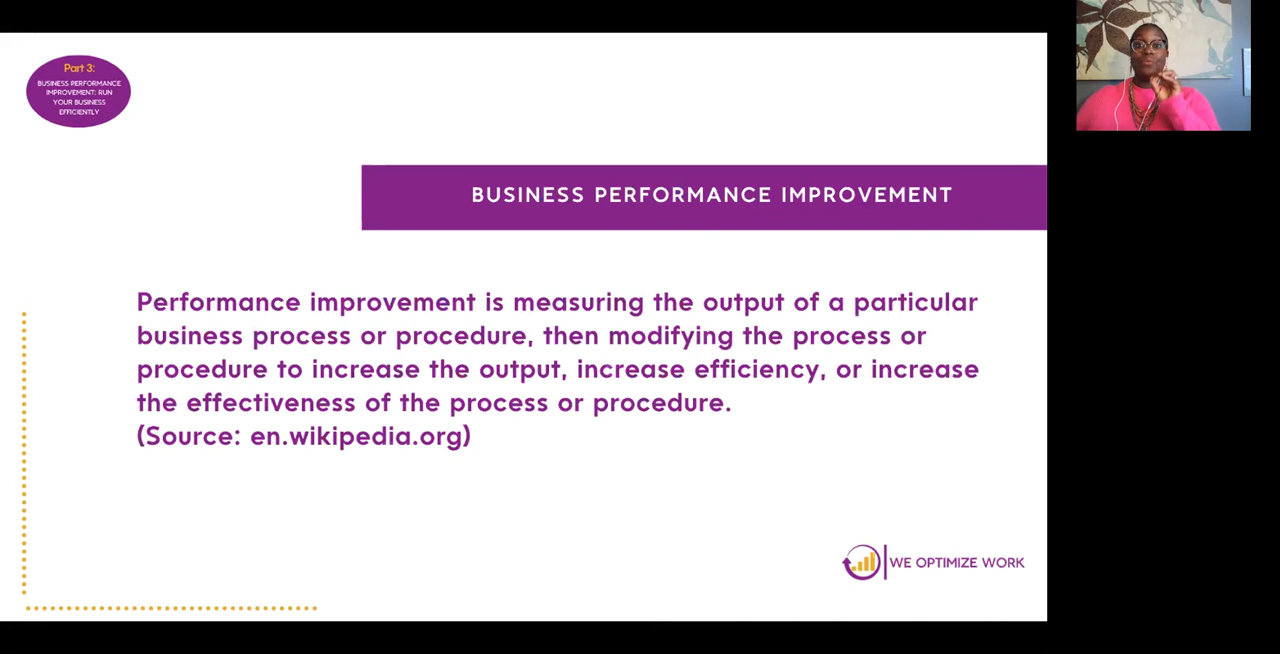 Part 3:
BUSINESS PERFORMANCE
IMPROVEMENT: RUN
YOUR BUSINESS
EFFICIENTLY
BUSINESS PERFORMANCE IMPROVEMENT
Performance improvement is measuring the output of a particular
business process or procedure, then modifying the process or
procedure to increase the output, increase efficiency, or increase
the effectiveness of the process or procedure.
(Source: en.wikipedia.org)
WE OPTIMIZE WORK